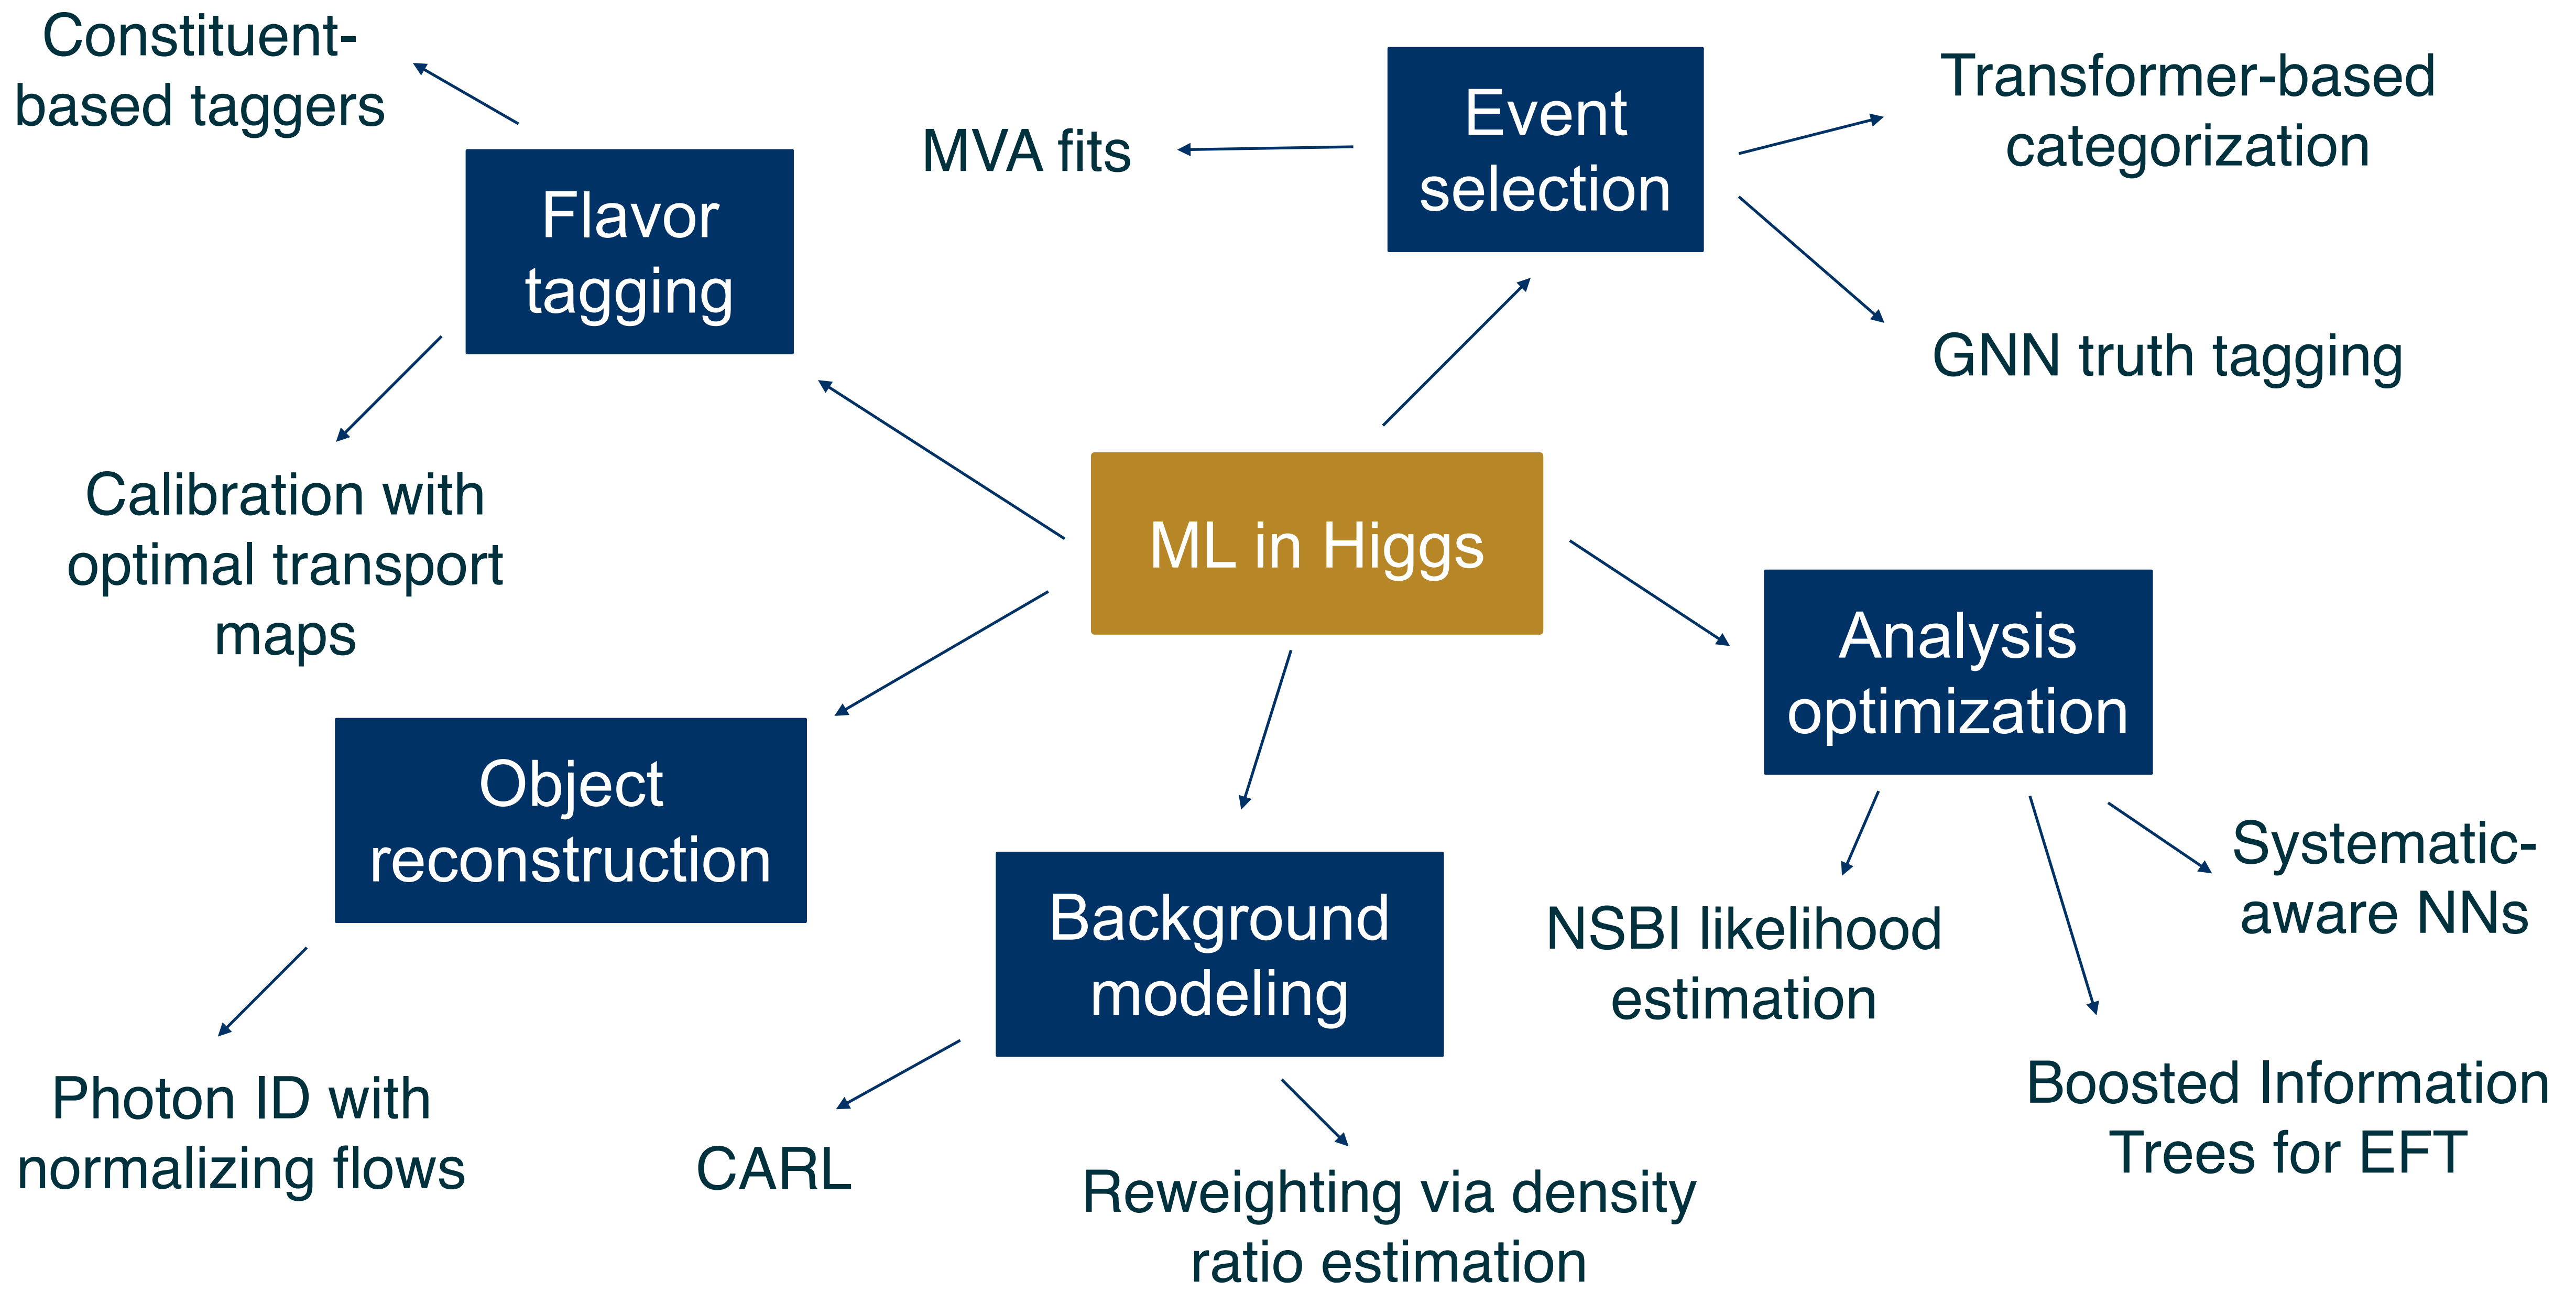 Constituent-
based taggers
Flavor
tagging
Calibration with
optimal transport
maps
MVA fits
Event
selection
Transformer-based
categorization
GNN truth tagging
ML in Higgs
Analysis
optimization
Systematic-
aware NNs
NSBI likelihood
estimation
Boosted Information
Trees for EFT
Object
reconstruction
Photon ID with
normalizing flows
Background
modeling
CARL
Reweighting via density
ratio estimation